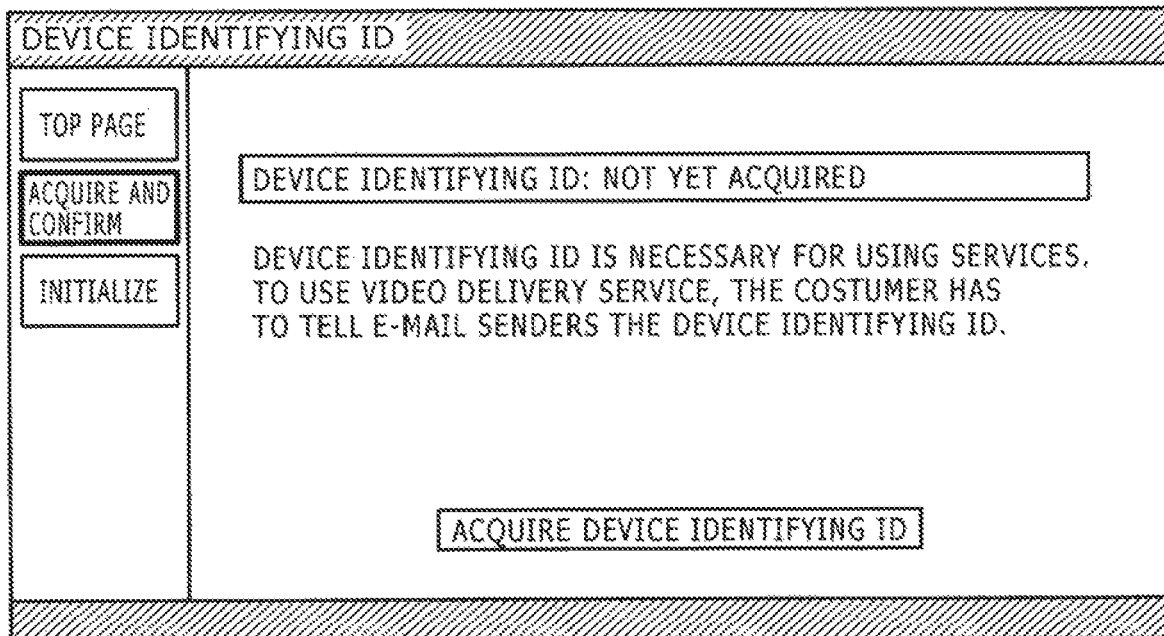 DEVICE IDENTIFYING ID
TOP PAGE
ACQUIRE AND
CONFIRM
INITIALIZE
DEVICE IDENTIFYING ID: NOT YET ACQUIRED
DEVICE IDENTIFYING ID IS NECESSARY FOR USING SERVICES.
TO USE VIDEO DELIVERY SERVICE, THE COSTUMER HAS
TO TELL E-MAIL SENDERS THE DEVICE IDENTIFYING ID.
ACQUIRE DEVICE IDENTIFYING ID